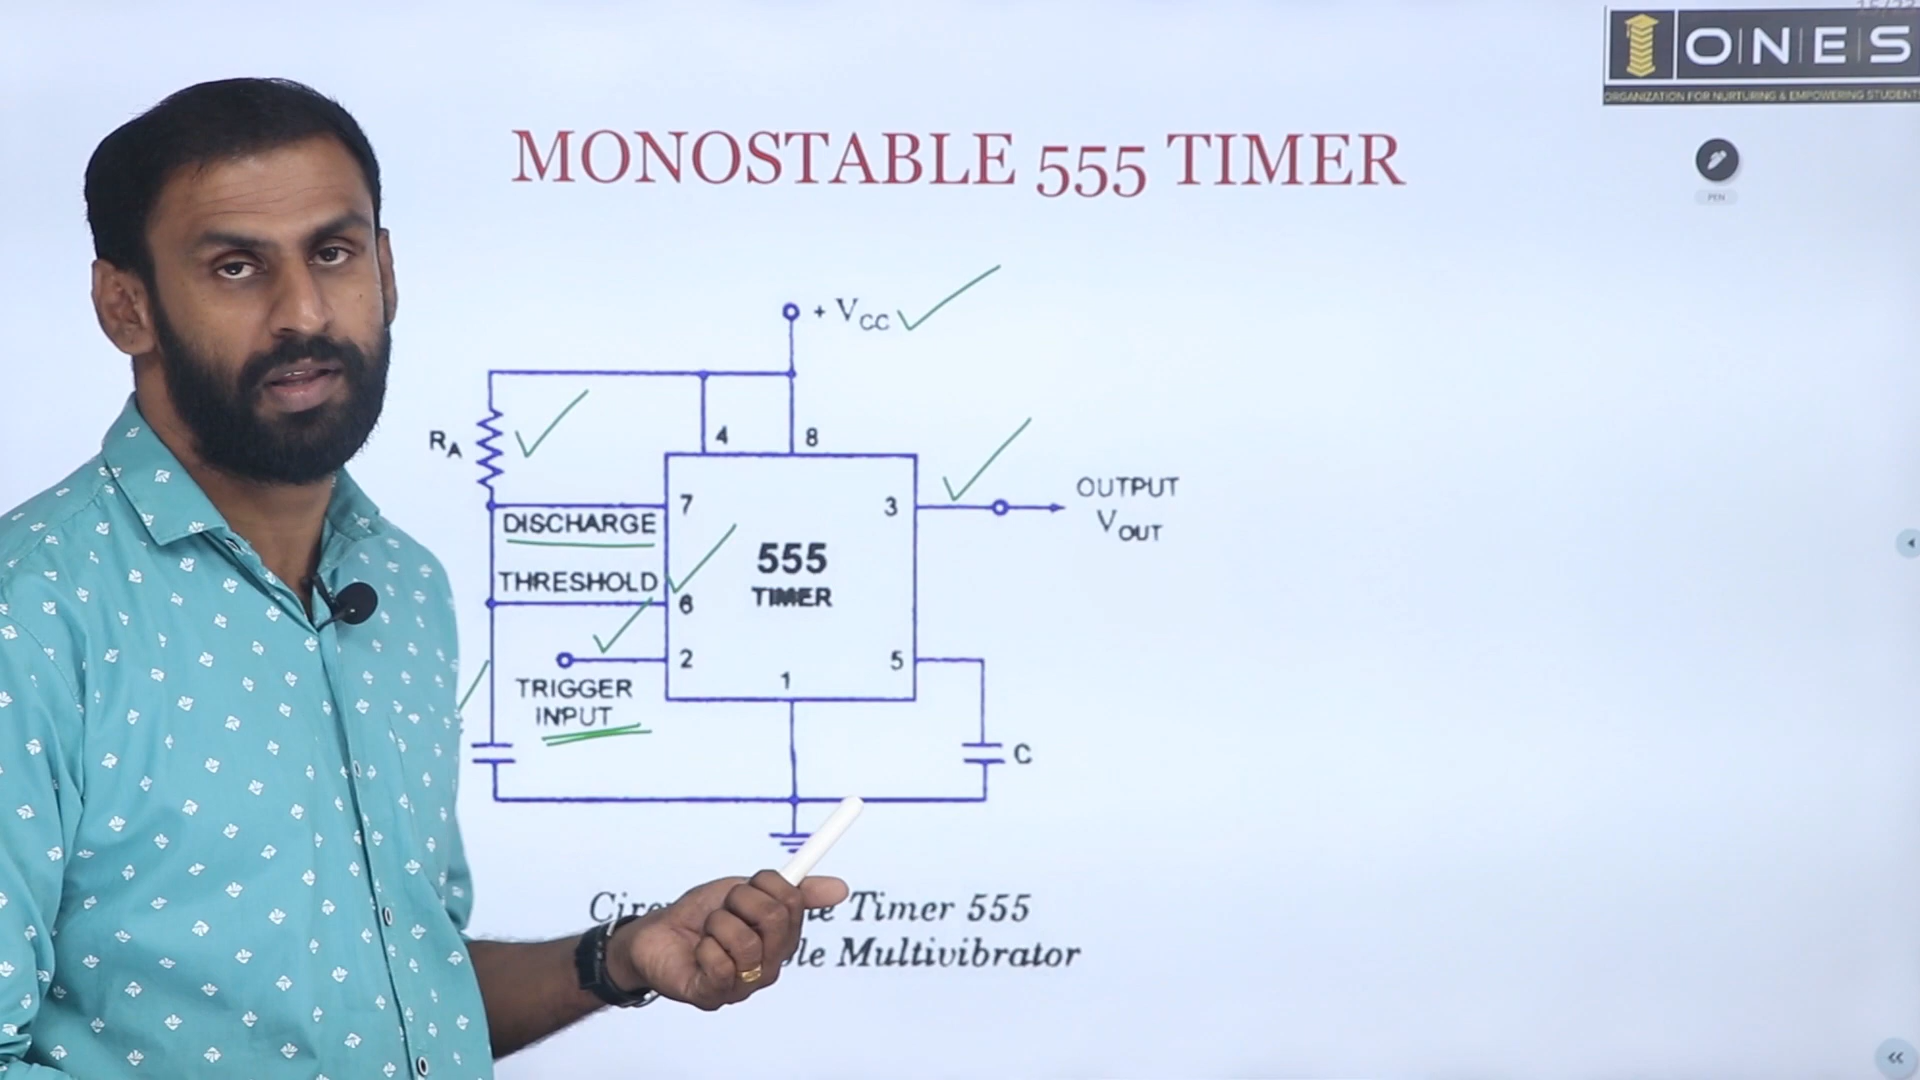 ONES
ORGANIZATION FOR NURTURING & EMPOWERING STUDENTS
MONOSTABLE 555 TIMER
PEN
+ VCC
RA
4
8
7
3
OUTPUT
VOUT
DISCHARGE
THRESHOLD
6
555
TIMER
2
5
TRIGGER
INPUT
1
C
Timer 555
Multivibrator